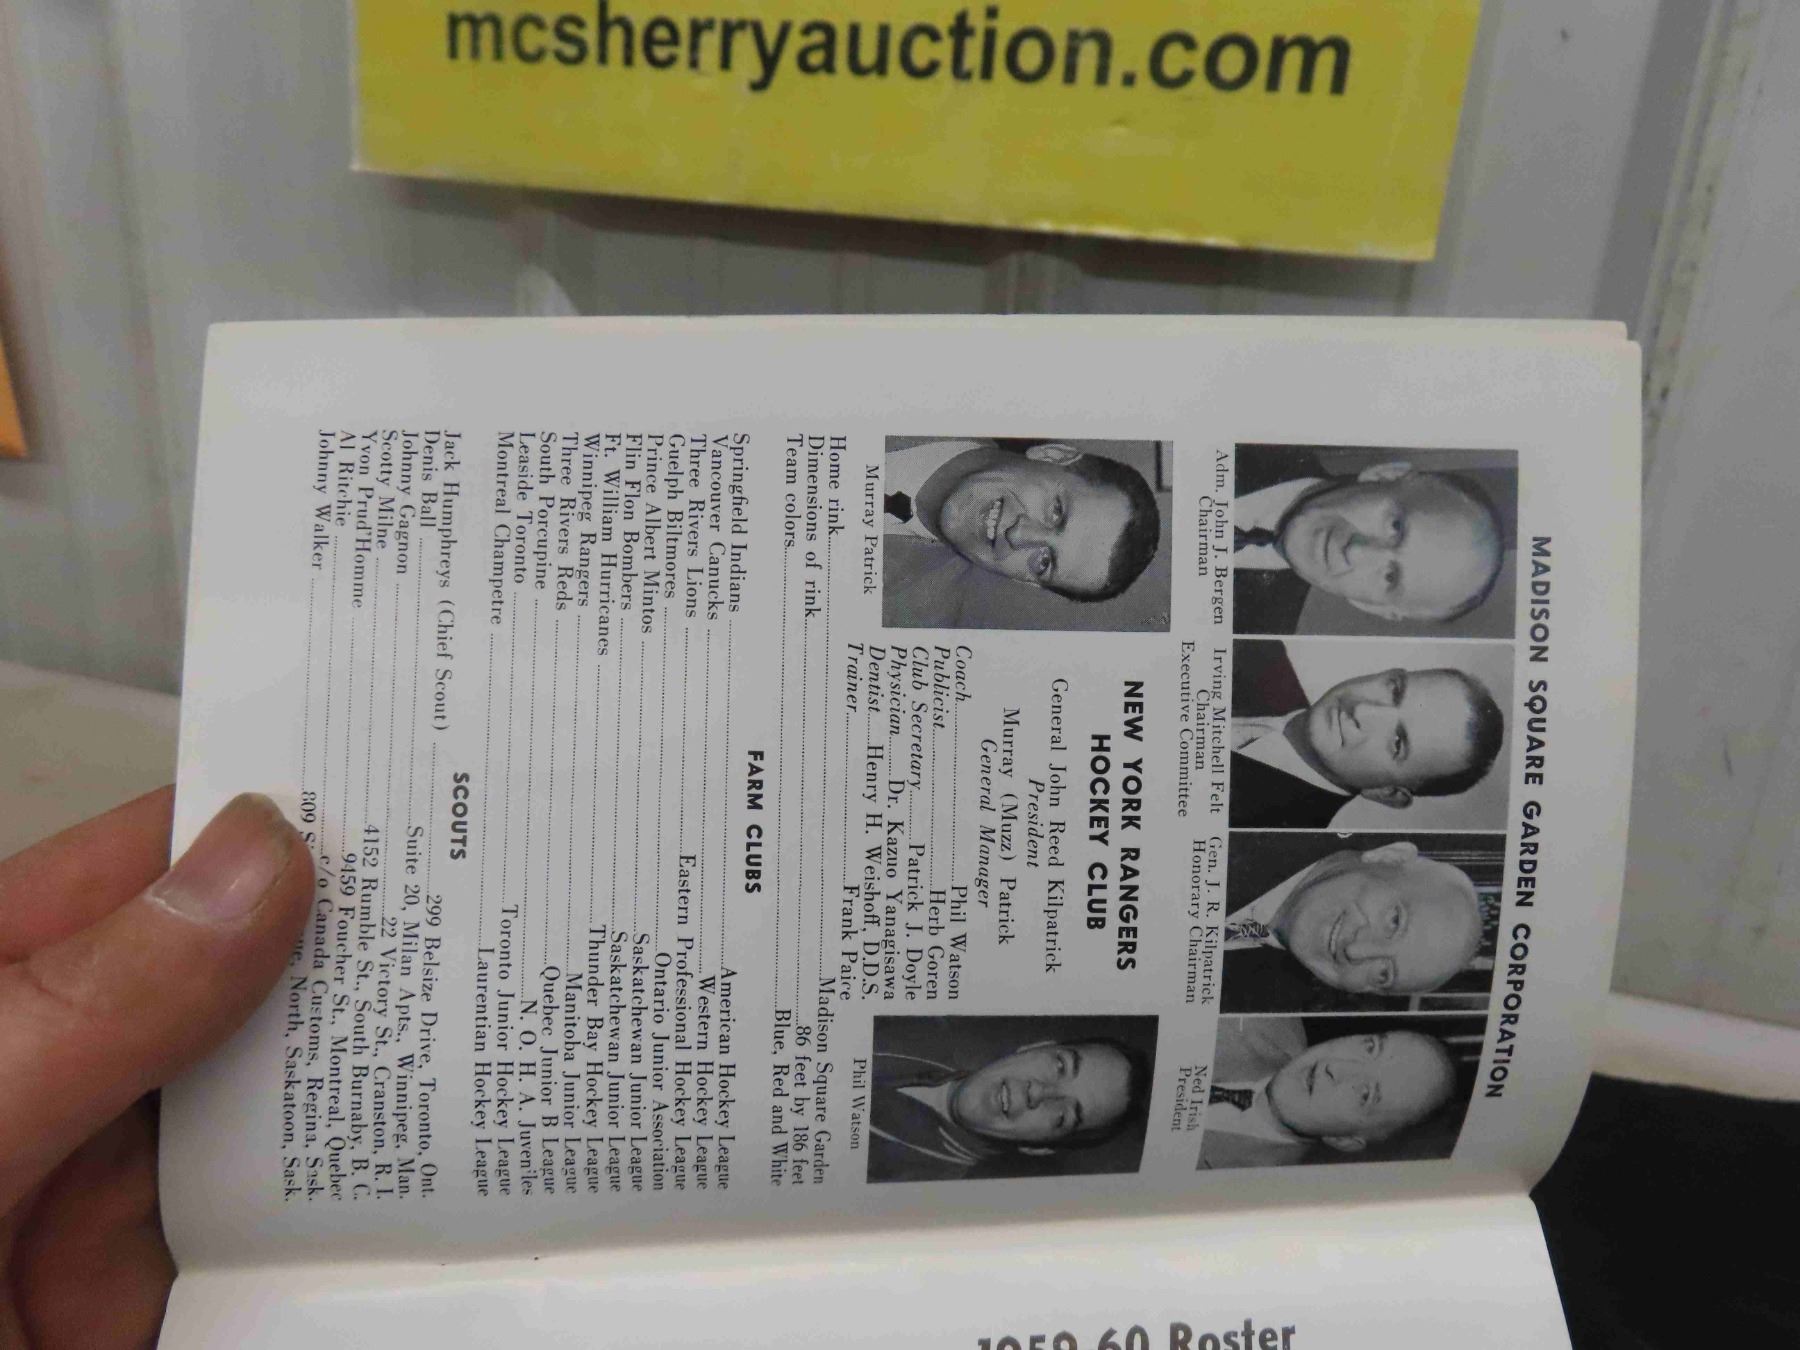 mcsherryauction.com
MADISON SQUARE GARDEN CORPORATION
Adm. John J. Bergen
Chairman
Irving Mitchell Felt
Chairman
Executive Committee
Gen. J. R. Kilpatrick
Honorary Chairman
Ned Irish
President
NEW YORK RANGERS
HOCKEY CLUB
General John Reed Kilpatrick
President
Murray (Muzz) Patrick
General Manager
Coach Phil Watson
Publicist Herb Goren
Club Secretary Patrick J. Doyle
Physician Dr. Kazuo Yanagisawa
Dentist Henry H. Weishoff, D.D.S.
Trainer Frank Paice
Murray Patrick
Phil Watson
Home rink Madison Square Garden
Dimensions of rink 86 feet by 186 feet
Team colors Blue, Red and White
FARM CLUBS
Springfield Indians American Hockey League
Vancouver Canucks Western Hockey League
Three Rivers Lions Eastern Professional Hockey League
Guelph Biltmores Ontario Junior Association
Prince Albert Mintos Saskatchewan Junior League
Flin Flon Bombers Saskatchewan Junior League
Ft. William Hurricanes Thunder Bay Hockey League
Winnipeg Rangers Manitoba Junior League
Three Rivers Reds Quebec Junior B League
South Porcupine N. O. H. A. Juveniles
Leaside Toronto Toronto Junior Hockey League
Montreal Champetre Laurentian Hockey League
SCOUTS
Jack Humphreys (Chief Scout) 299 Belsize Drive, Toronto, Ont.
Denis Ball Suite 20, Milan Apts., Winnipeg, Man.
Johnny Gagnon 22 Victory St., Cranston, R. I.
Scotty Milne 4152 Rumble St., South Burnaby, B. C.
Yvon Prud'Homme 9459 Foucher St., Montreal, Quebec
Al Ritchie c/o Canada Customs, Regina, Sask.
Johnny Walker 809 North, Saskatoon, Sask.
1959-60 Roster